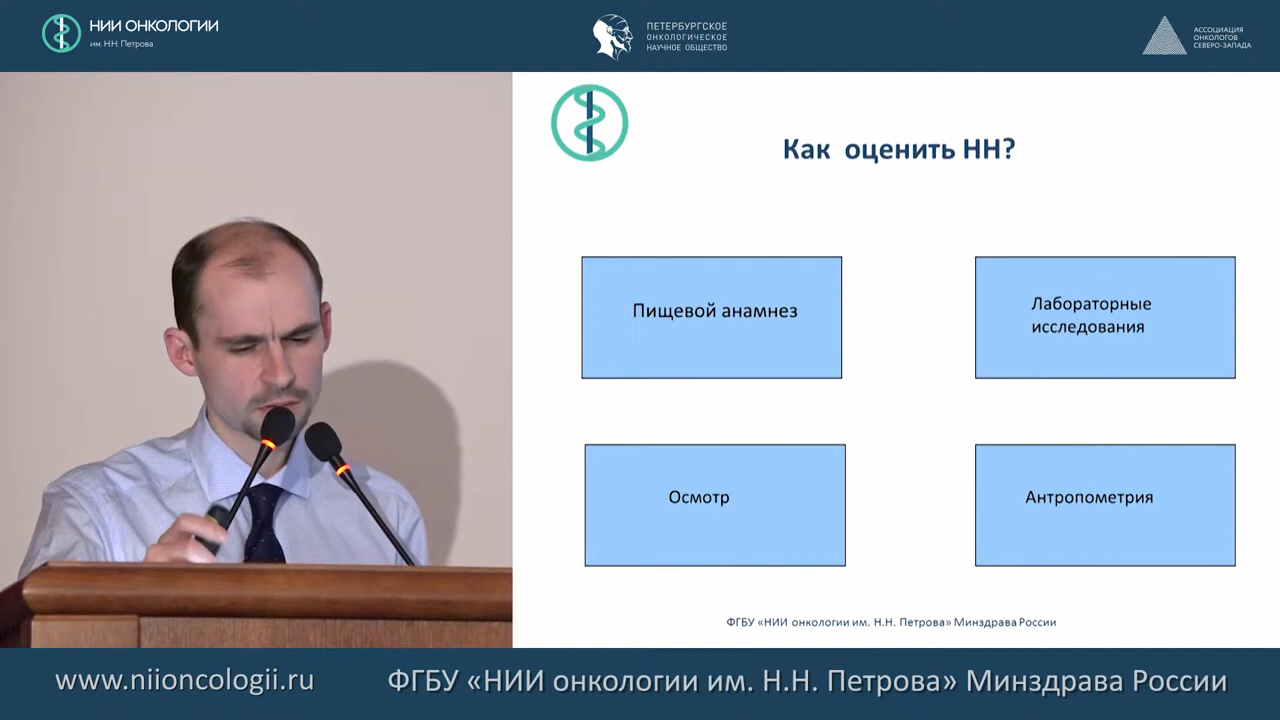 НИИ ОНКОЛОГИИ
им. Н.Н. Петрова
ПЕТЕРБУРГСКОЕ
ОНКОЛОГИЧЕСКОЕ
НАУЧНОЕ ОБЩЕСТВО
АССОЦИАЦИЯ
ОНКОЛОГОВ
СЕВЕРО-ЗАПАДА
Как оценить НН?
Пищевой анамнез
Лабораторные
исследования
Осмотр
Антропометрия
ФГБУ «НИИ онкологии им. Н.Н. Петрова» Минздрава России
www.niioncologii.ru
ФГБУ «НИИ онкологии им. Н.Н. Петрова» Минздрава России